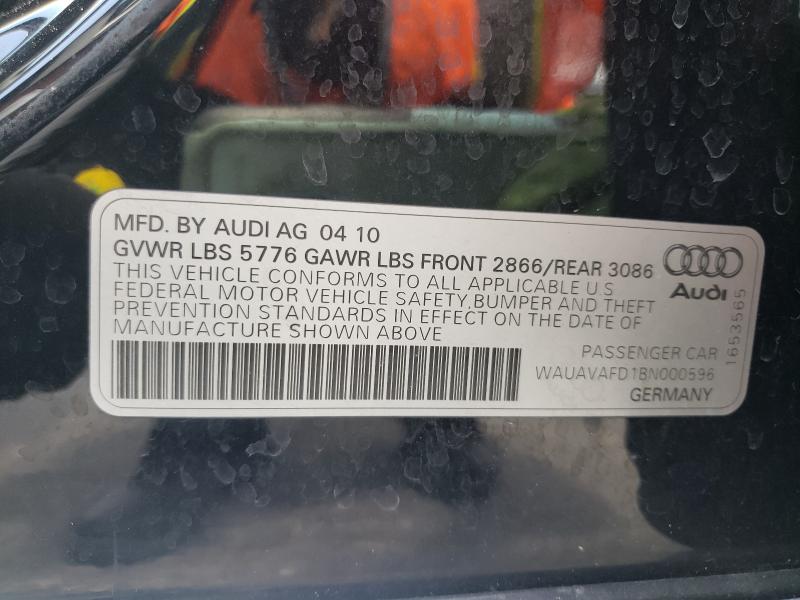 MFD. BY AUDI AG 04 10
GVWR LBS 5776 GAWR LBS FRONT 2866/REAR 3086
THIS VEHICLE CONFORMS TO ALL APPLICABLE U S
FEDERAL MOTOR VEHICLE SAFETY,BUMPER AND THEFT
PREVENTION STANDARDS IN EFFECT ON THE DATE OF
MANUFACTURE SHOWN ABOVE
Audi
1653565
PASSENGER CAR
WAUAVAFD1BN000596
GERMANY